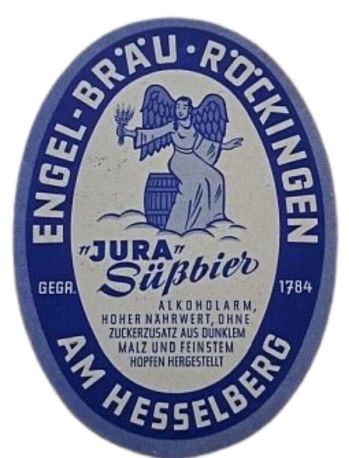 ENGEL-BRÄU · RÖCKINGEN
"JURA"
Süßbier
GEGR. 1784
ALKOHOLARM,
HOHER NÄHRWERT, OHNE
ZUCKERZUSATZ AUS DUNKLEM
MALZ UND FEINSTEM
HOPFEN HERGESTELLT
AM HESSELBERG